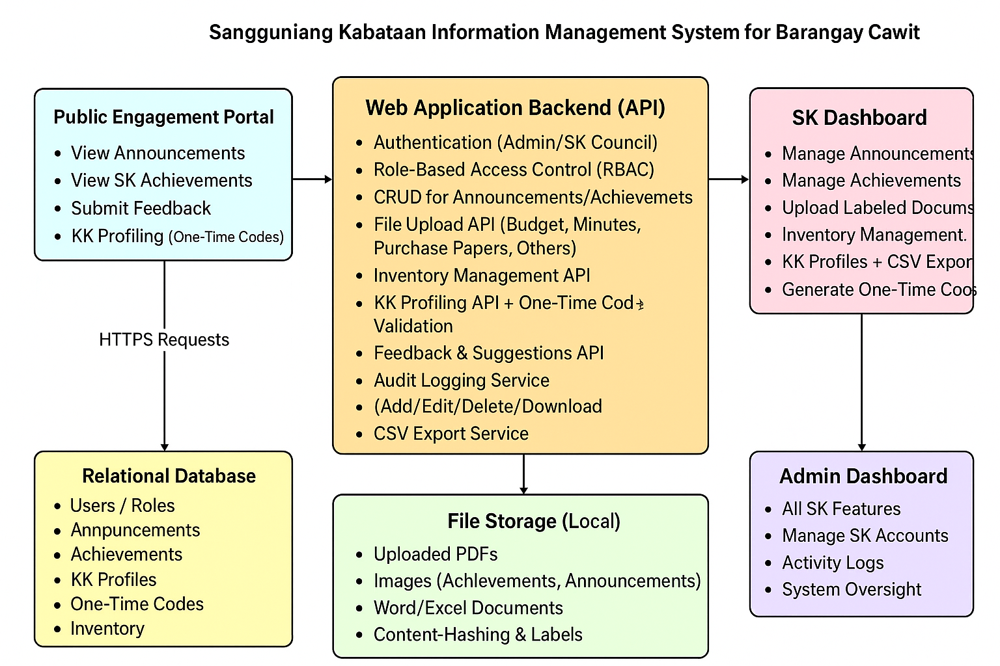 Sangguniang Kabataan Information Management System for Barangay Cawit
Public Engagement Portal
• View Announcements
• View SK Achievements
• Submit Feedback
• KK Profiling (One-Time Codes)
HTTPS Requests
Relational Database
• Users / Roles
• Annpuncements
• Achievements
• KK Profiles
• One-Time Codes
• Inventory
Web Application Backend (API)
• Authentication (Admin/SK Council)
• Role-Based Access Control (RBAC)
• CRUD for Announcements/Achievemets
• File Upload API (Budget, Minutes,
Purchase Papers, Others)
• Inventory Management API
• KK Profiling API + One-Time
Validation
• Feedback & Suggestions API
• Audit Logging Service
• (Add/Edit/Delete/Download
• CSV Export Service
File Storage (Local)
• Uploaded PDFs
• Images (Achlevements, Announcements)
• Word/Excel Documents
• Content-Hashing & Labels
SK Dashboard
• Manage Announcements
• Manage Achievements
• Upload Labeled Docums
• Inventory Management.
• KK Profiles + CSV Expor
• Generate One-Time Coos
Admin Dashboard
• All SK Features
• Manage SK Accounts
• Activity Logs
• System Oversight